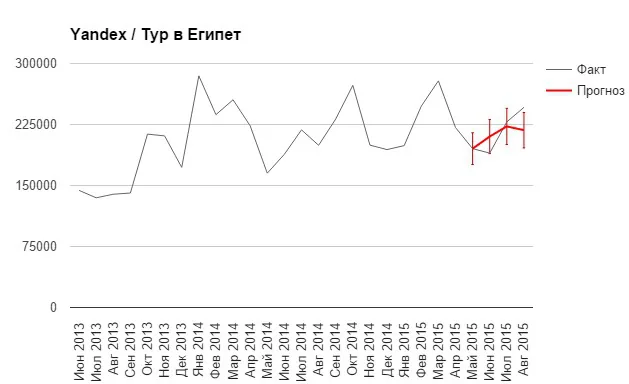 Yandex / Тур в Египет
300000
225000
150000
75000
0
Факт
Прогноз
Июн 2013
Июл 2013
Авг 2013
Сен 2013
Окт 2013
Ноя 2013
Дек 2013
Янв 2014
Фев 2014
Мар 2014
Апр 2014
Май 2014
Июн 2014
Июл 2014
Авг 2014
Сен 2014
Окт 2014
Ноя 2014
Дек 2014
Янв 2015
Фев 2015
Мар 2015
Апр 2015
Май 2015
Июн 2015
Июл 2015
Авг 2015